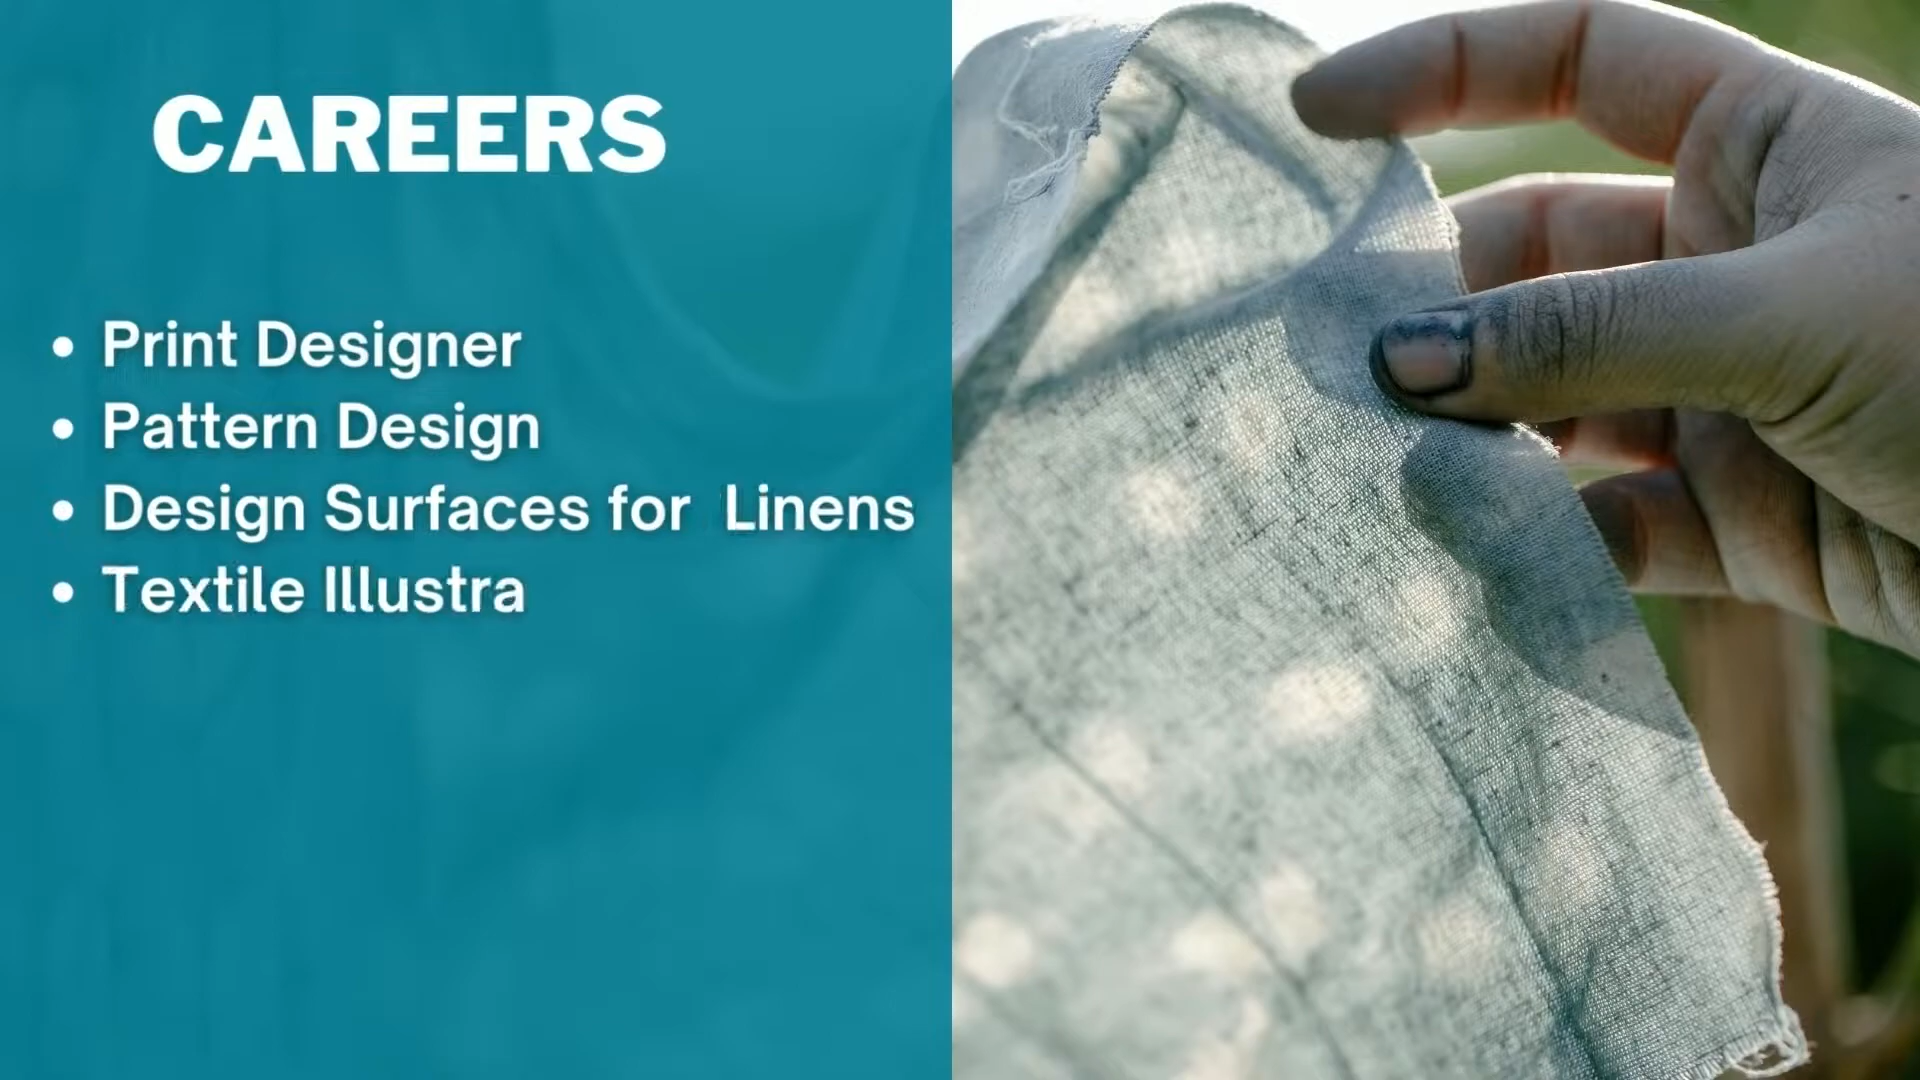 CAREERS
• Print Designer
• Pattern Design
• Design Surfaces for Linens
• Textile Illustra